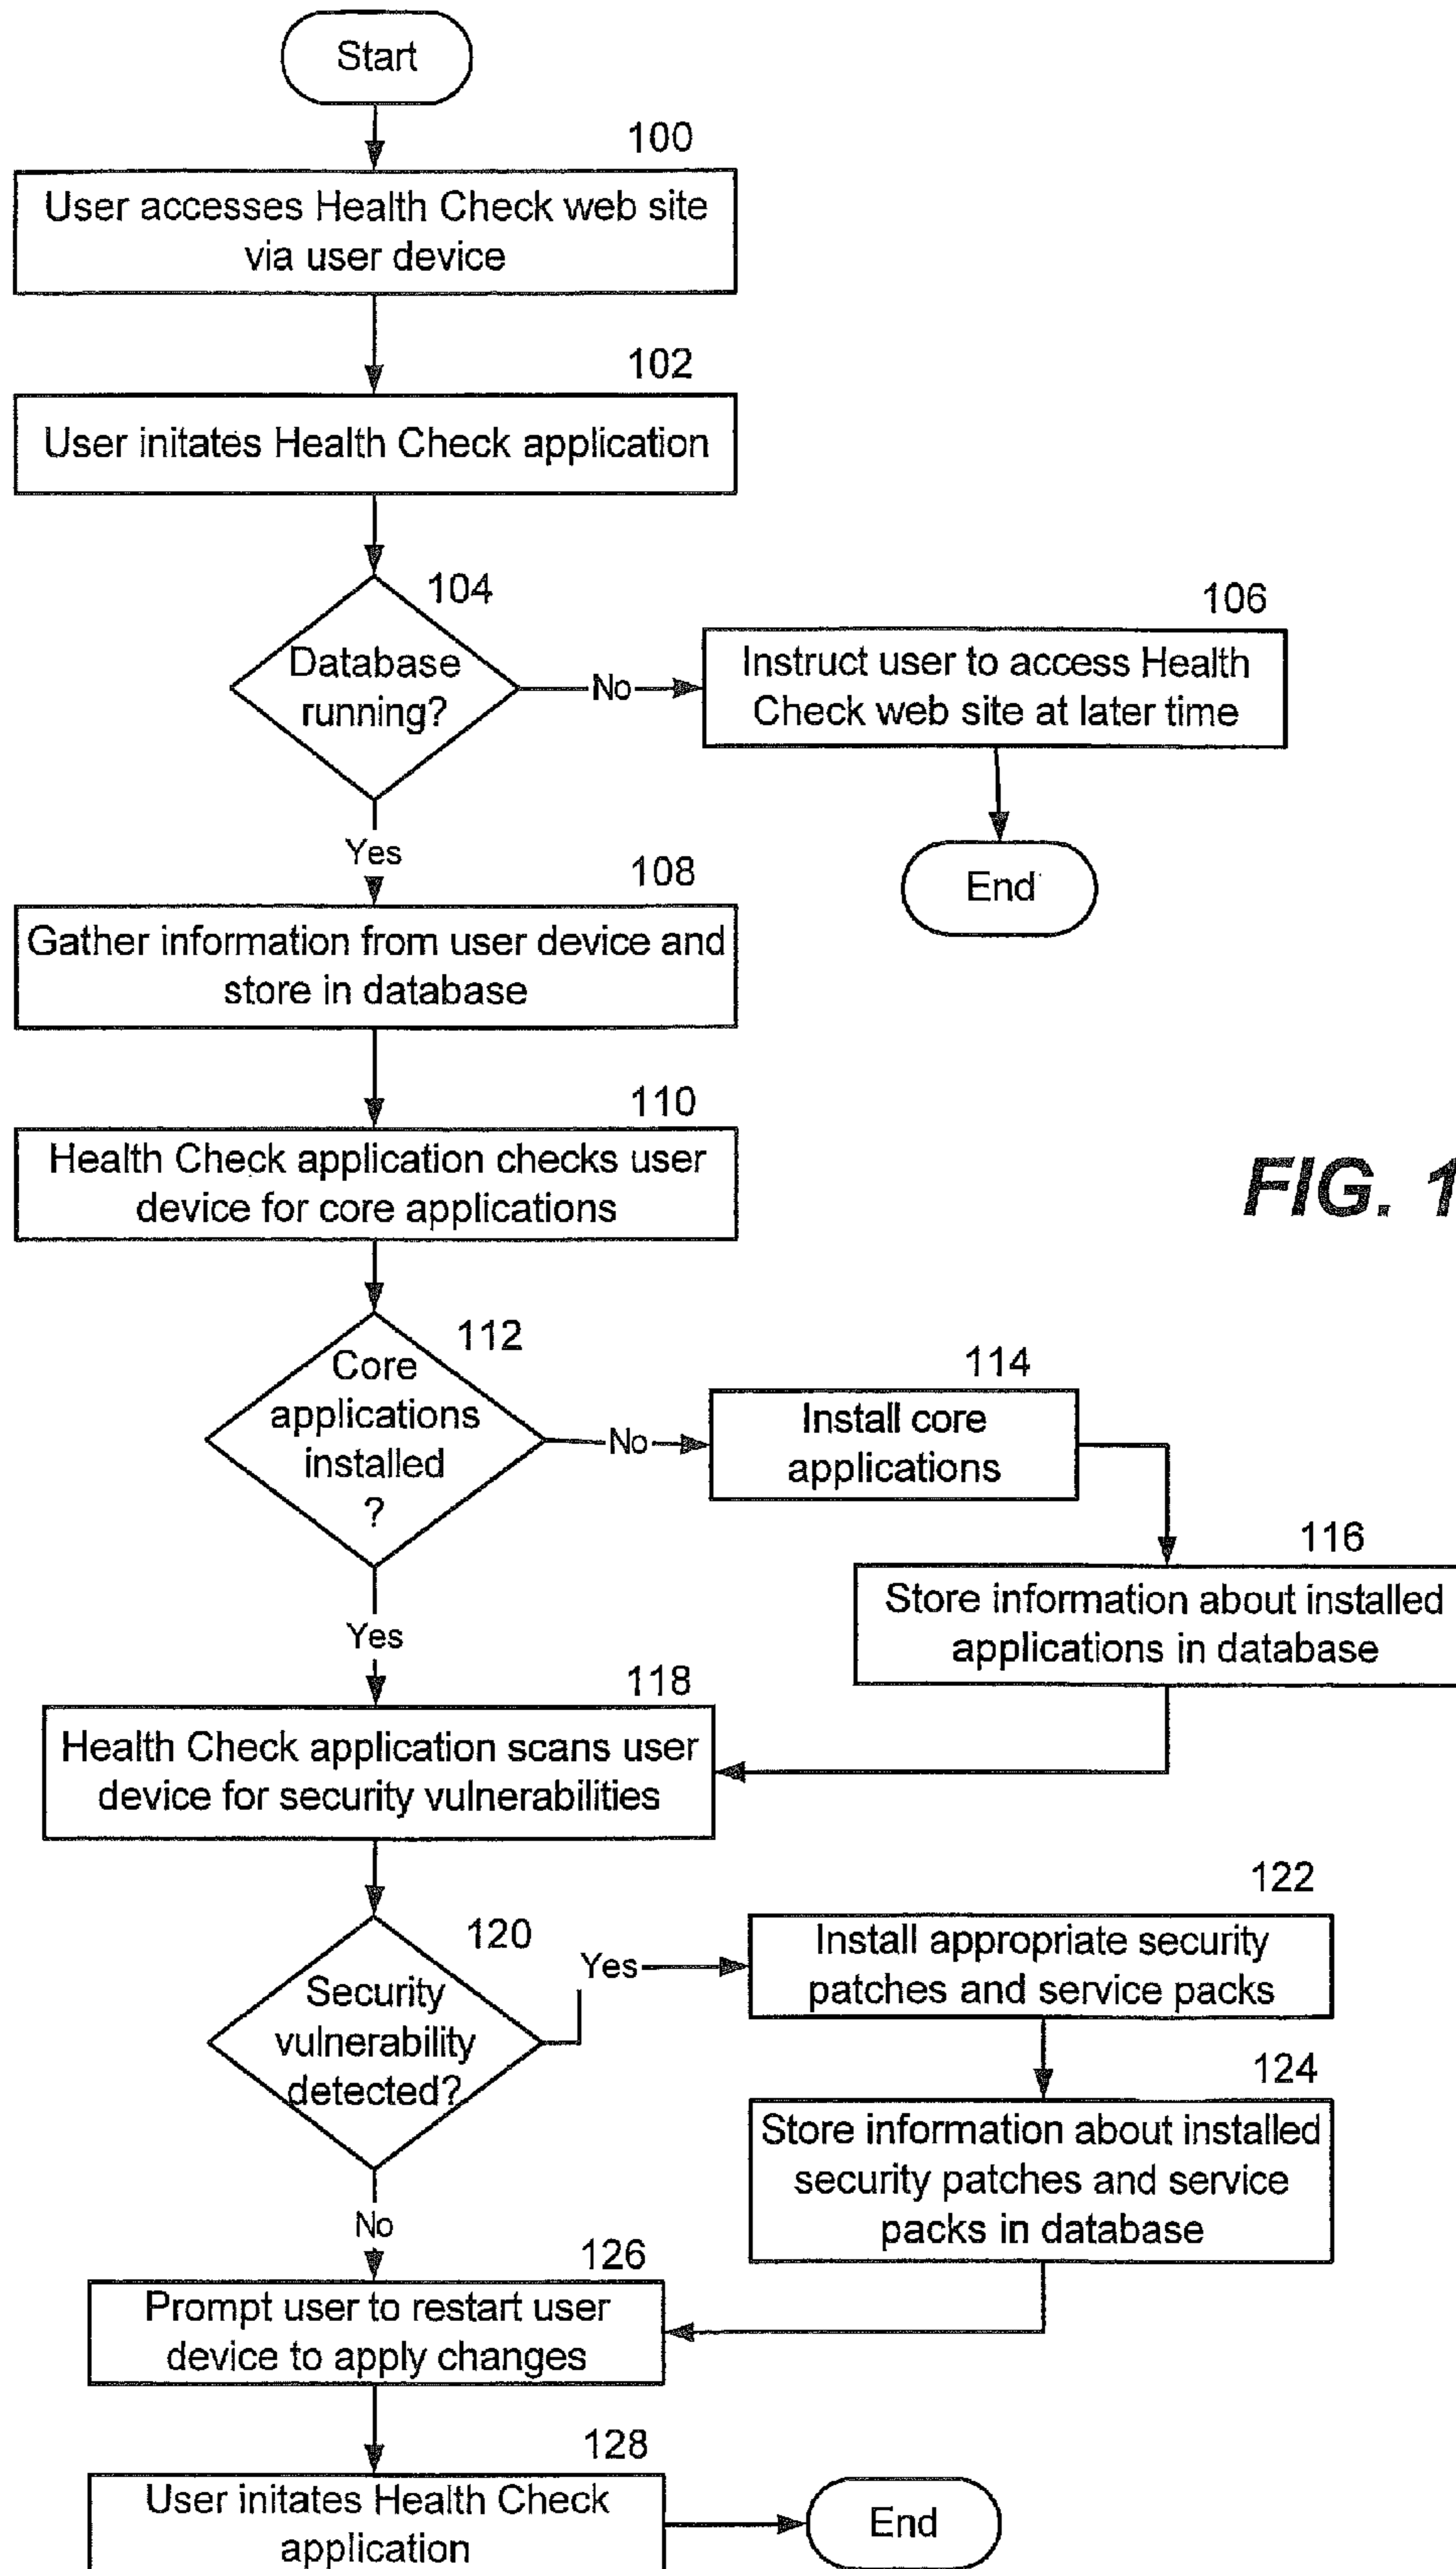 Start
100
User accesses Health Check web site
via user device
102
User initates Health Check application
104
Database
running?
No
106
Instruct user to access Health
Check web site at later time
End
Yes
108
Gather information from user device and
store in database
110
Health Check application checks user
device for core applications
FIG. 1
112
Core
applications
installed
?
No
114
Install core
applications
116
Store information about installed
applications in database
Yes
118
Health Check application scans user
device for security vulnerabilities
120
Security
vulnerability
detected?
Yes
122
Install appropriate security
patches and service packs
124
Store information about installed
security patches and service
packs in database
No
126
Prompt user to restart user
device to apply changes
128
User initates Health Check
application
End